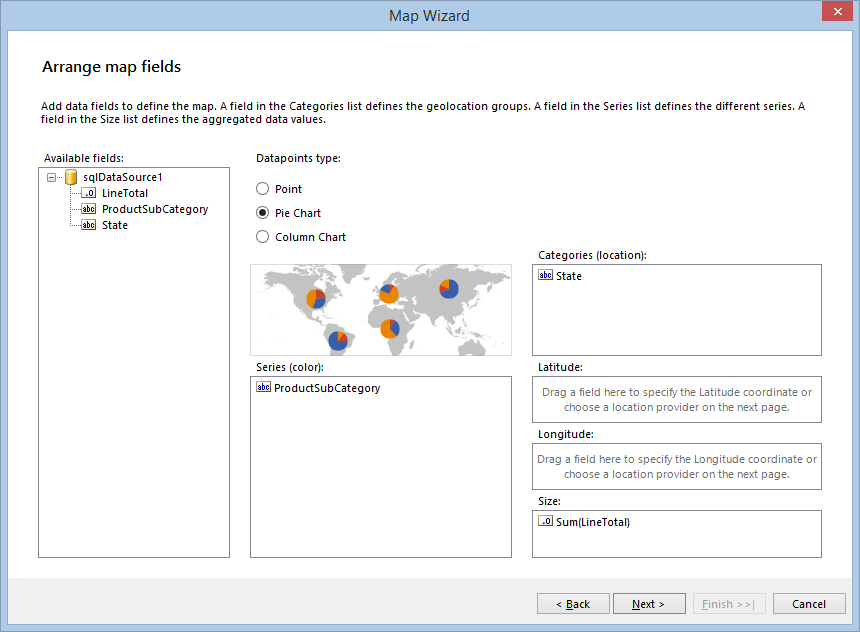 Map Wizard
Arrange map fields
Add data fields to define the map. A field in the Categories list defines the geolocation groups. A field in the Series list defines the different series. A
field in the Size list defines the aggregated data values.
Available fields:
sqlDataSource1
.0 LineTotal
abc ProductSubCategory
abc State
Datapoints type:
Point
Pie Chart
Column Chart
Series (color):
abc ProductSubCategory
Categories (location):
abc State
Latitude:
Drag a field here to specify the Latitude coordinate or
choose a location provider on the next page.
Longitude:
Drag a field here to specify the Longitude coordinate or
choose a location provider on the next page.
Size:
.0 Sum(LineTotal)
< Back
Next >
Finish >>|
Cancel